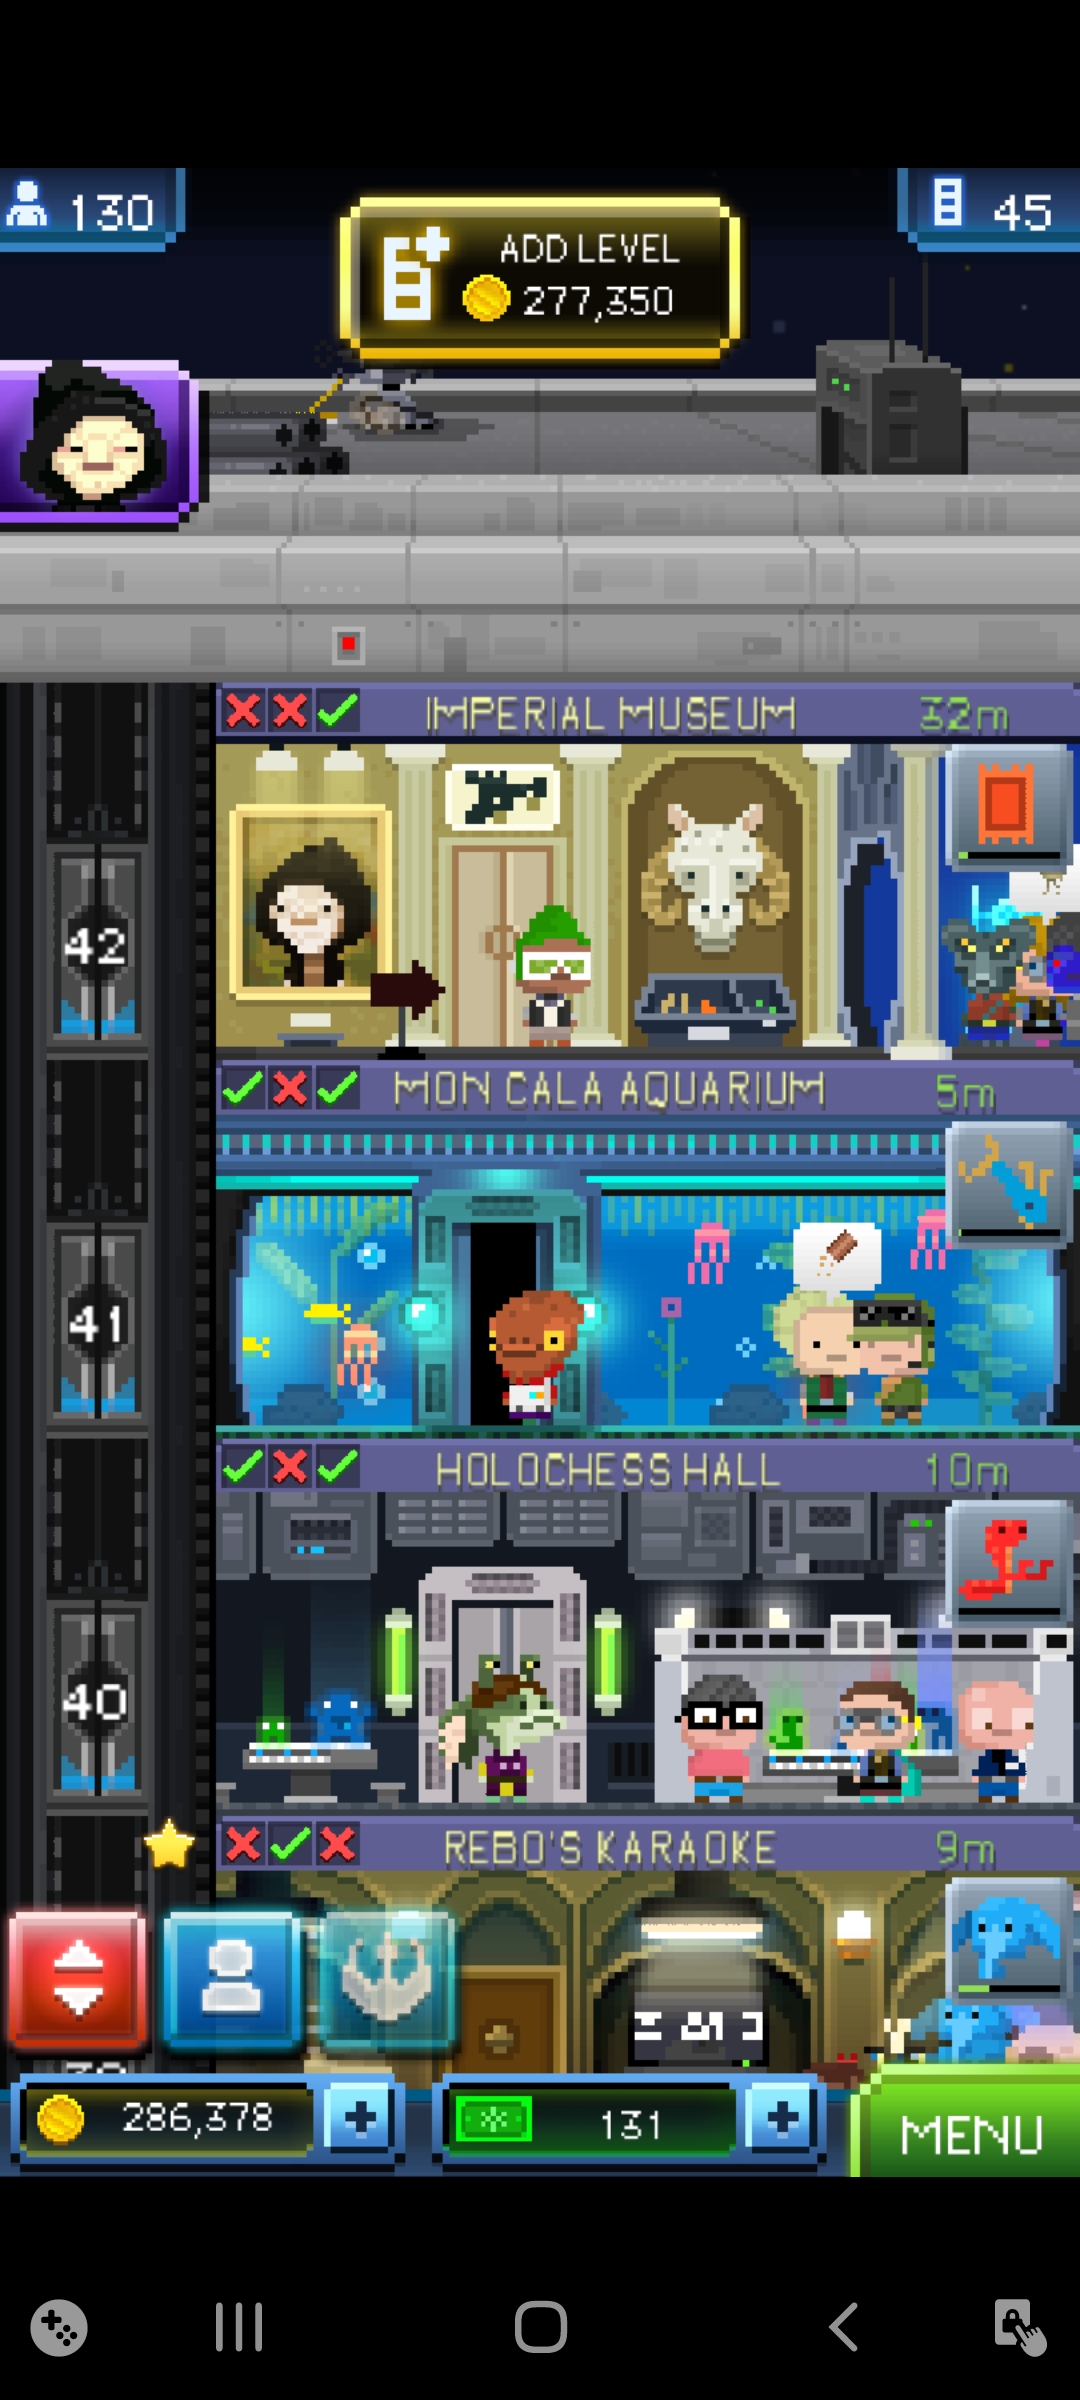 130
45
ADD LEVEL
277,350
IMPERIAL MUSEUM 32m
42
MON CALA AQUARIUM 5m
41
HOLOCHESS HALL 10m
40
REBO'S KARAOKE 9m
286,378
131
MENU